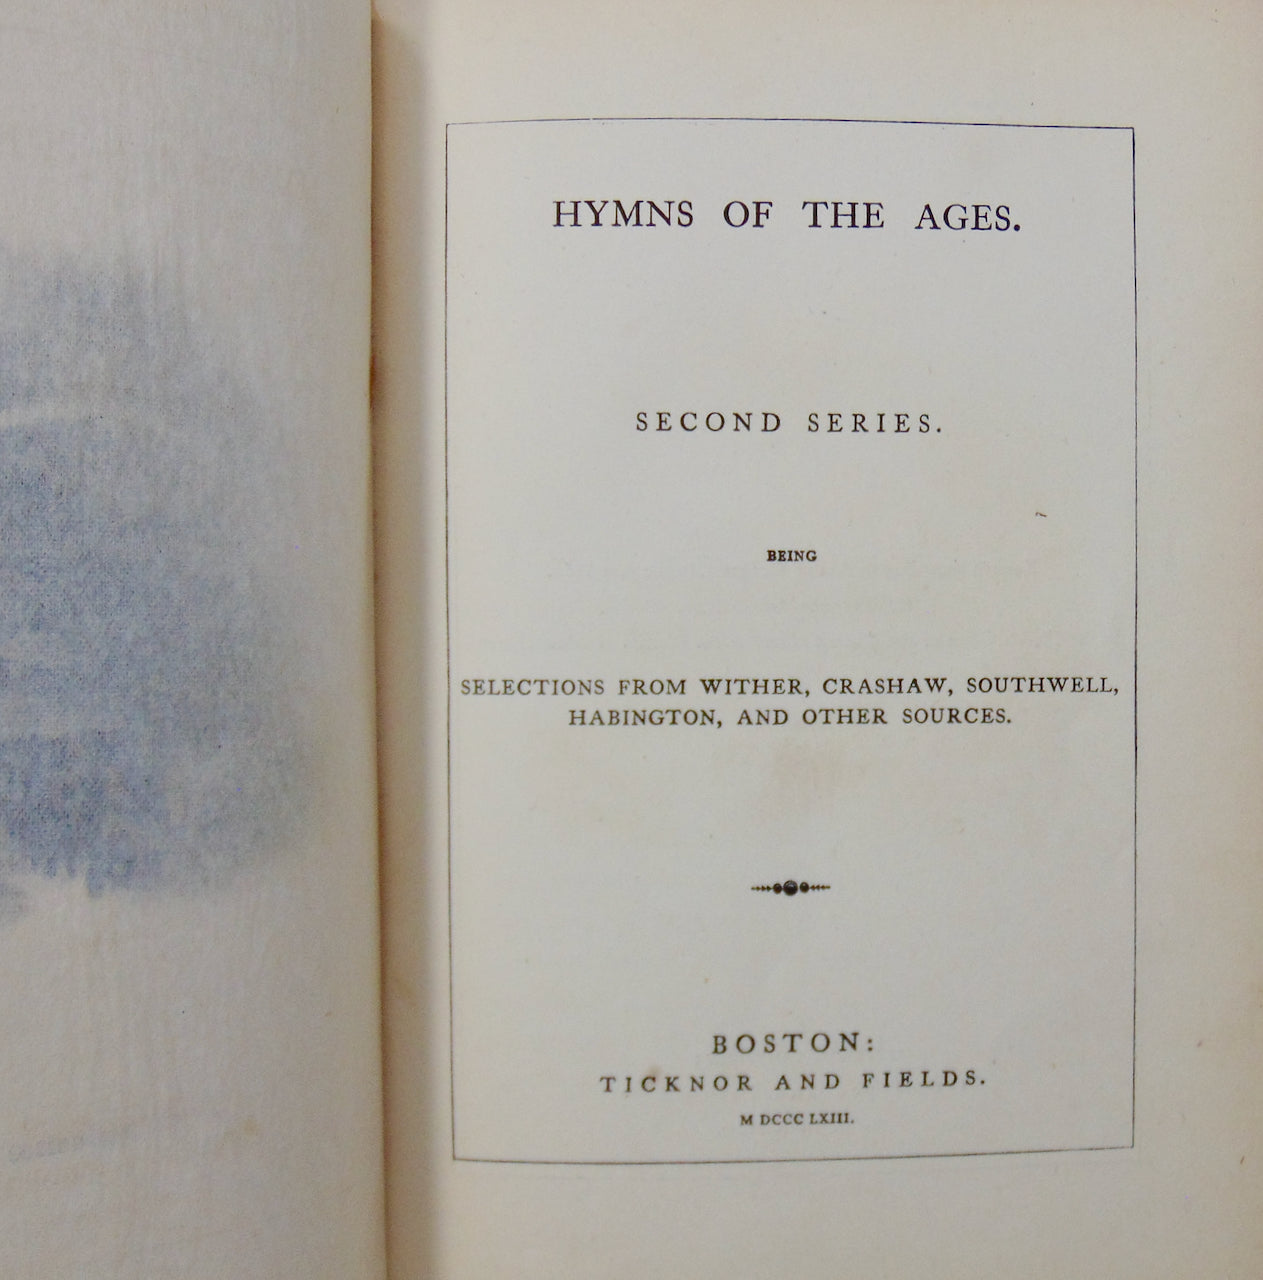 HYMNS OF THE AGES.
SECOND SERIES.
BEING
SELECTIONS FROM WITHER, CRASHAW, SOUTHWELL,
HABINGTON, AND OTHER SOURCES.
BOSTON:
TICKNOR AND FIELDS.
M DCCC LXIII.